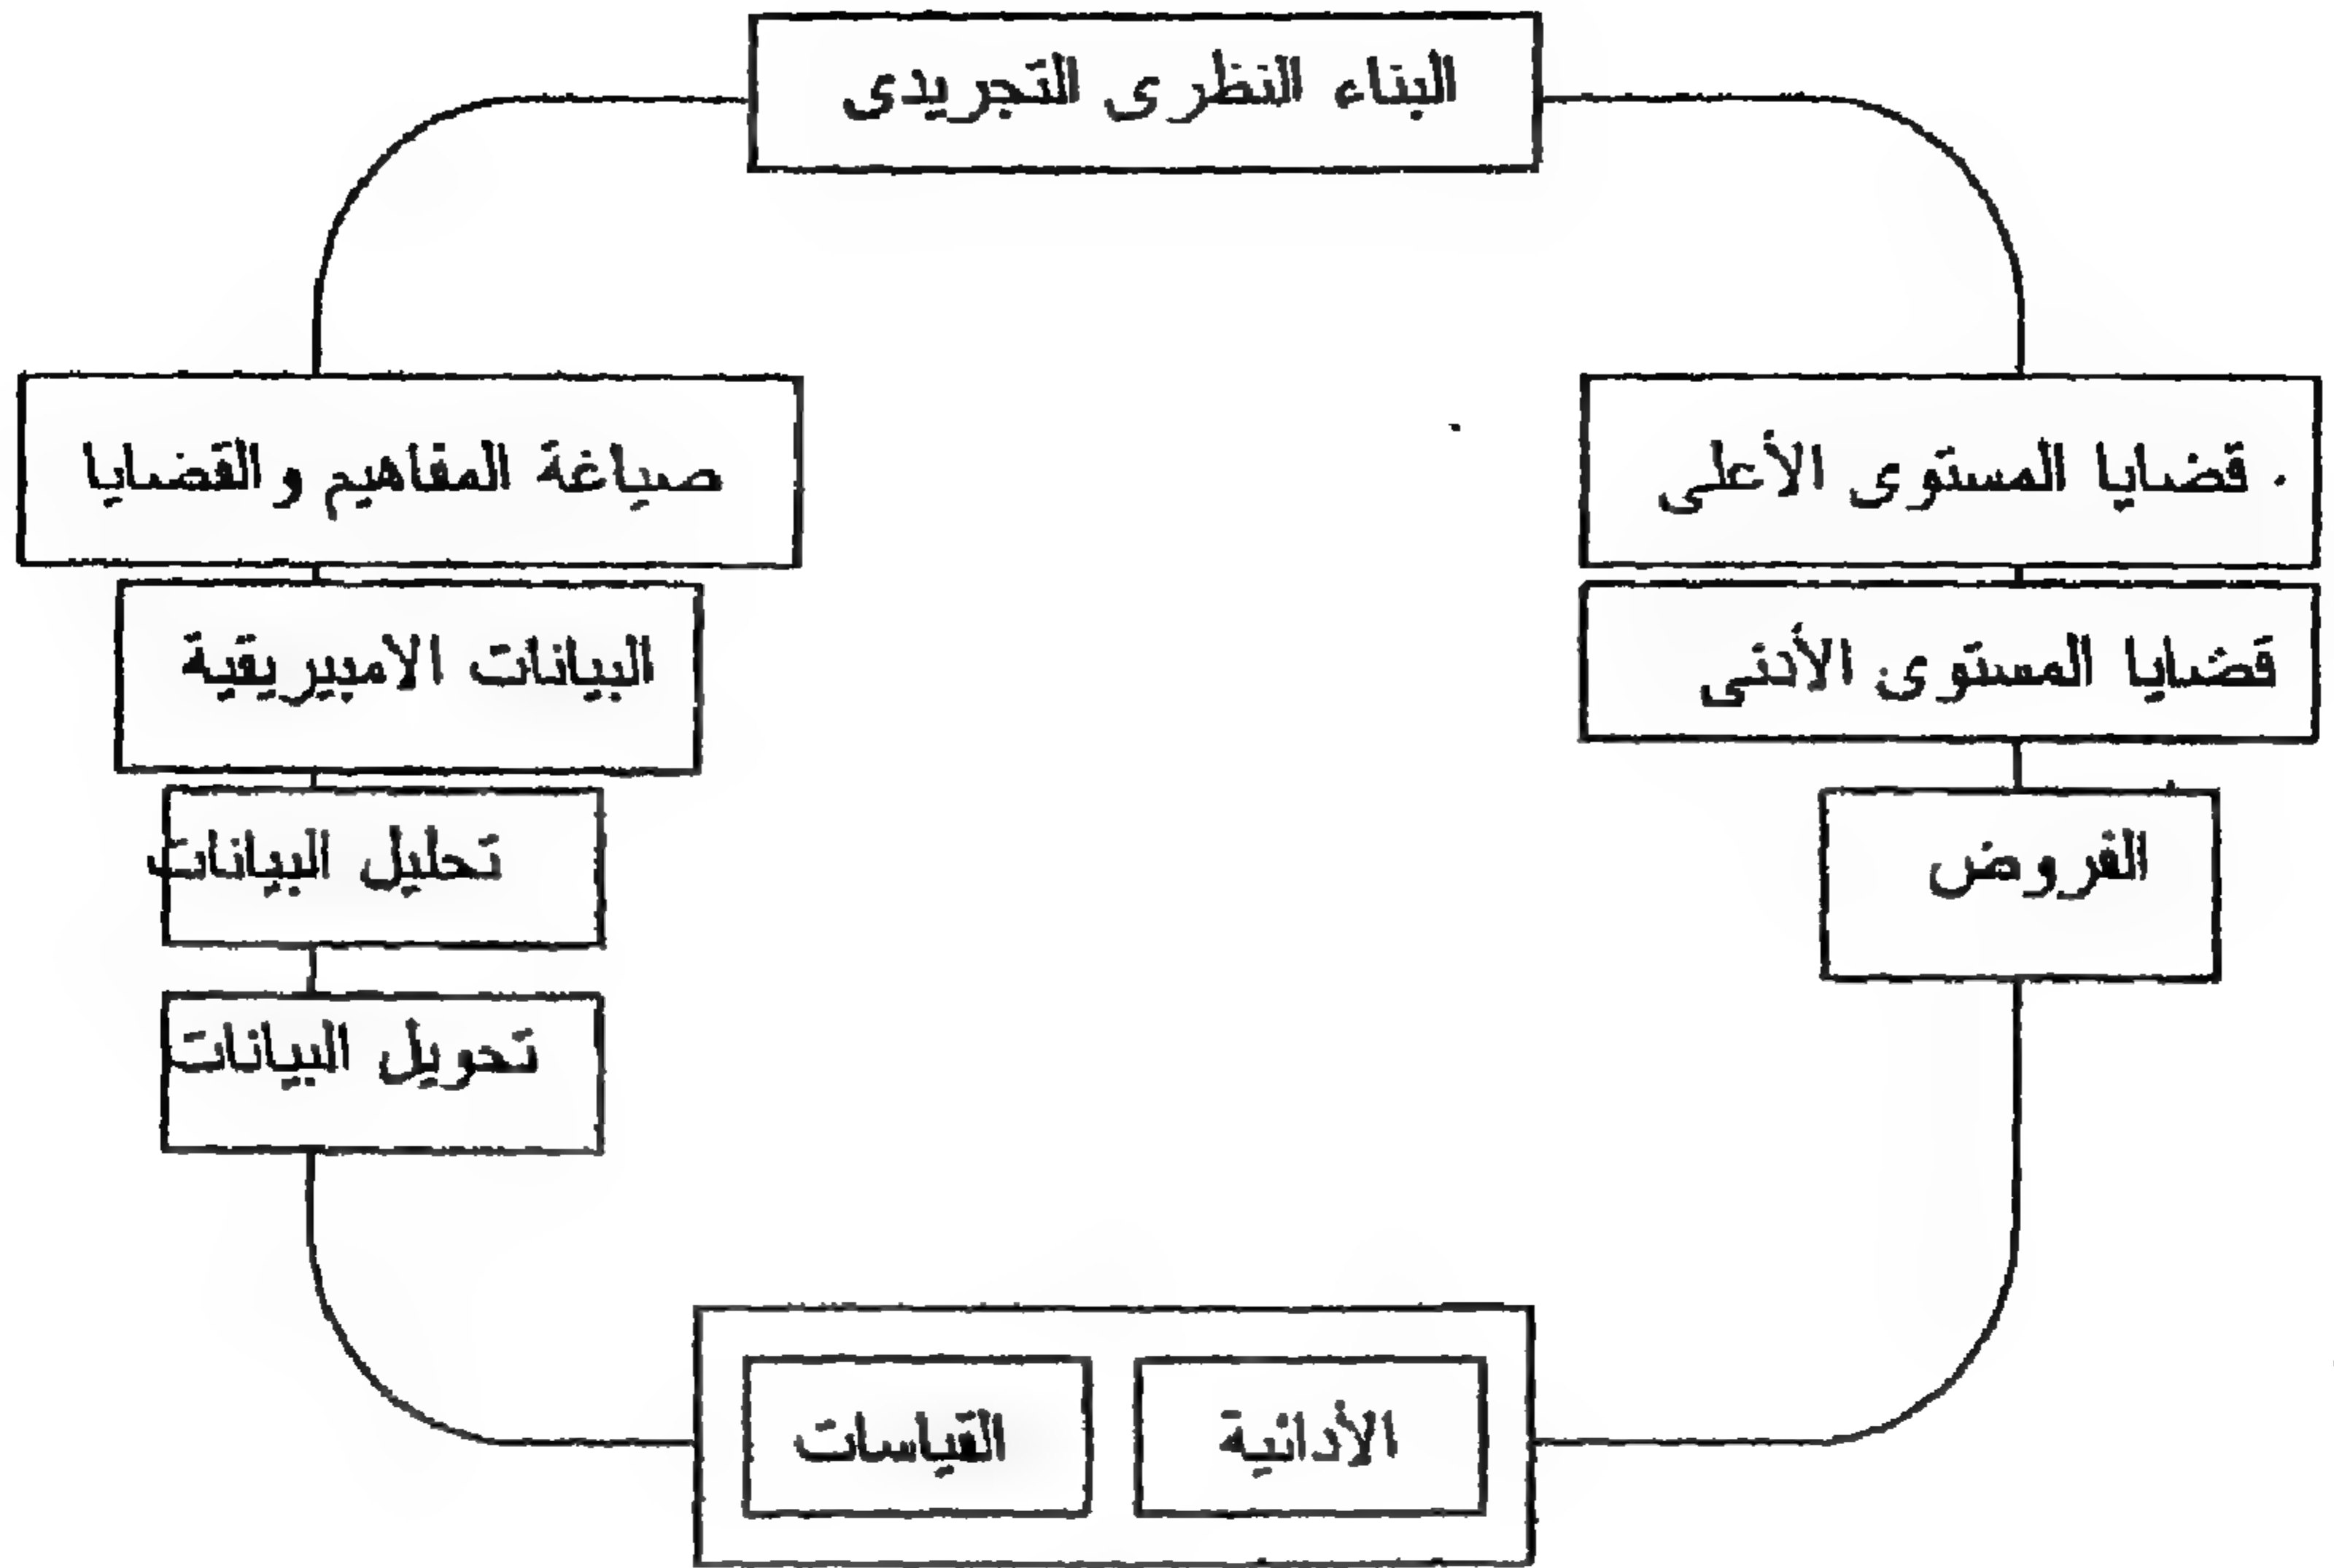 البناء النظرى التجريدى
قضايا المستوى الأعلى
صياغة المفاهيم والقضايا
قضايا المستوى الأدنى
البيانات الامبيريقية
الفروض
تحليل البيانات
تحويل البيانات
الأدائية
القياسات